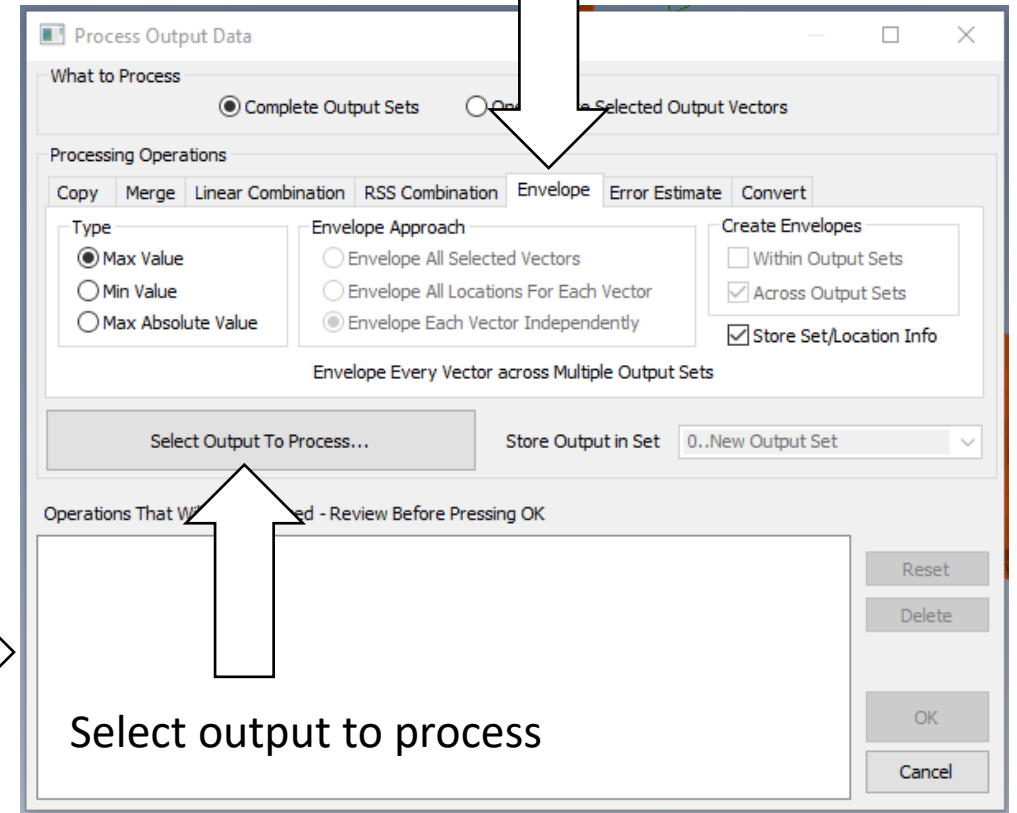 Process Output Data
What to Process
Complete Output Sets Selected Output Vectors
Processing Operations
Copy Merge Linear Combination RSS Combination Envelope Error Estimate Convert
Type Envelope Approach Create Envelopes
Max Value Envelope All Selected Vectors Within Output Sets
Min Value Envelope All Locations For Each Vector Across Output Sets
Max Absolute Value Envelope Each Vector Independently Store Set/Location Info
Envelope Every Vector across Multiple Output Sets
Select Output To Process... Store Output in Set 0..New Output Set
Operations That - Review Before Pressing OK
Reset
Delete
Select output to process
OK
Cancel